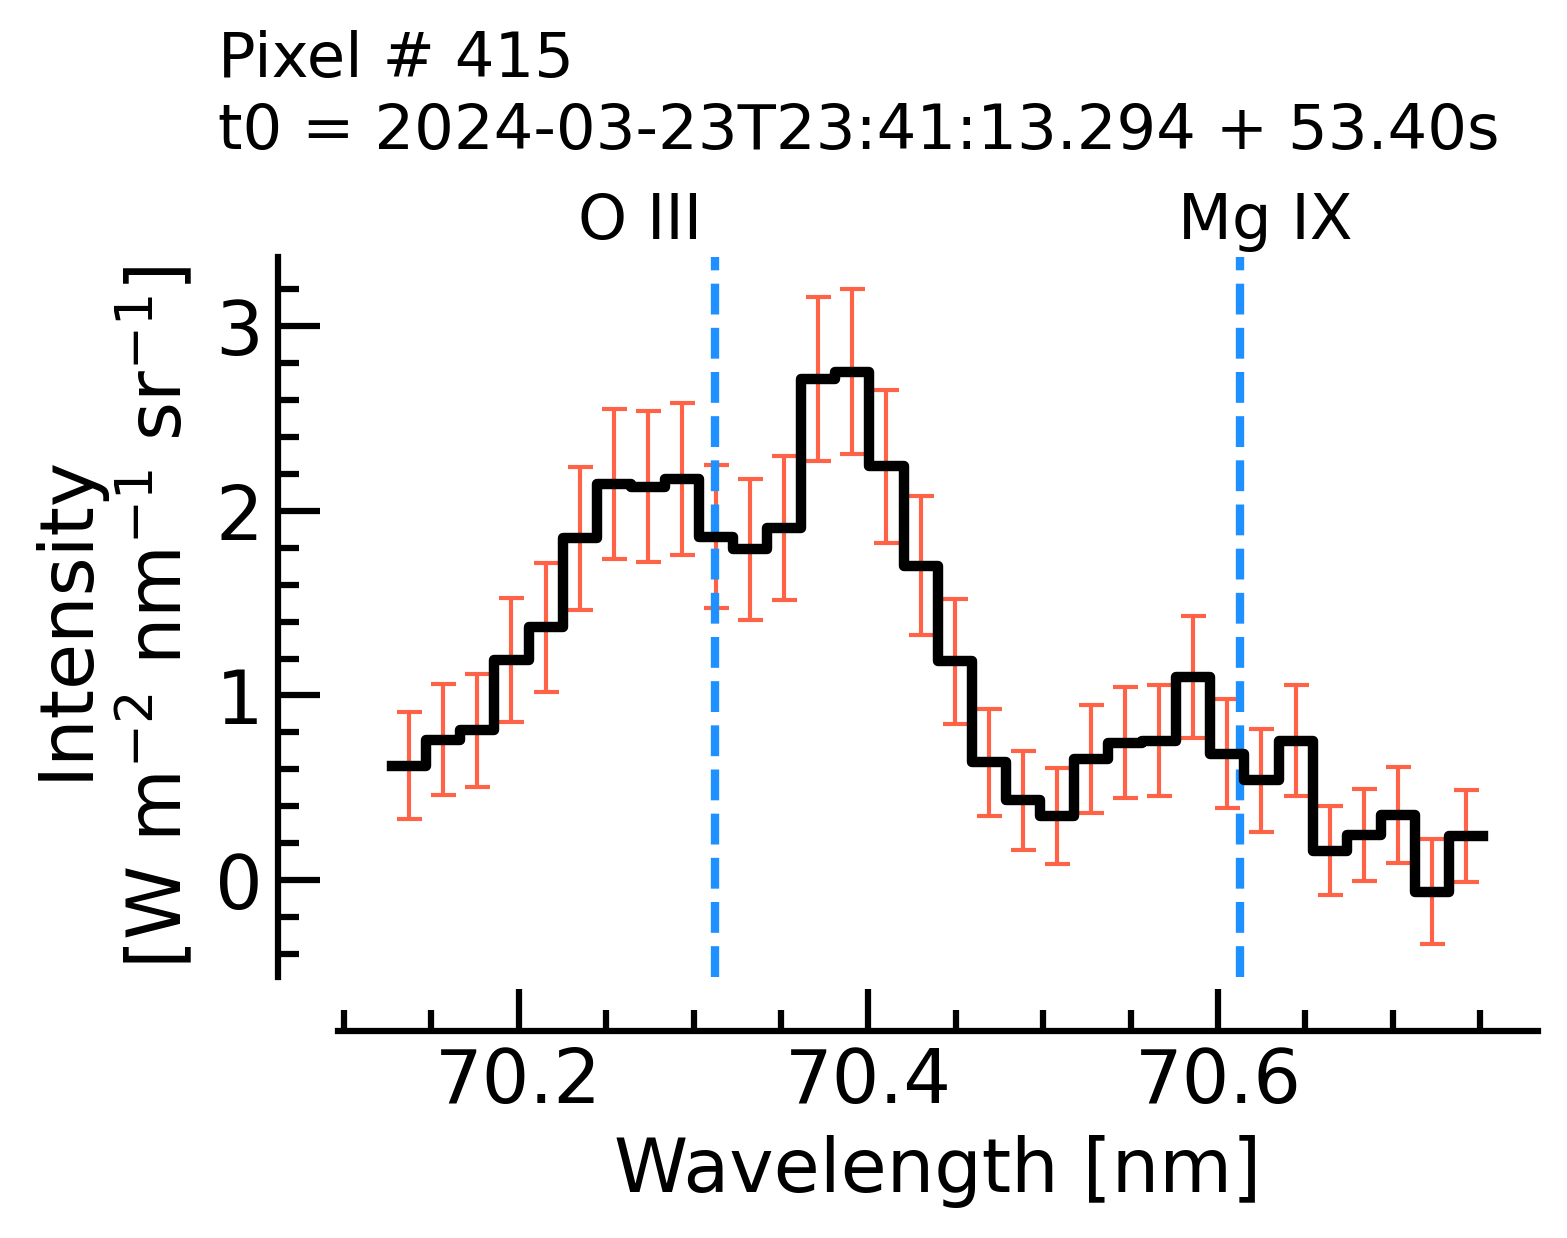 Pixel # 415
t0 = 2024-03-23T23:41:13.294 + 53.40s
O III
Mg IX
Intensity
[W m⁻² nm⁻¹ sr⁻¹]
3
2
1
0
70.2
70.4
70.6
Wavelength [nm]